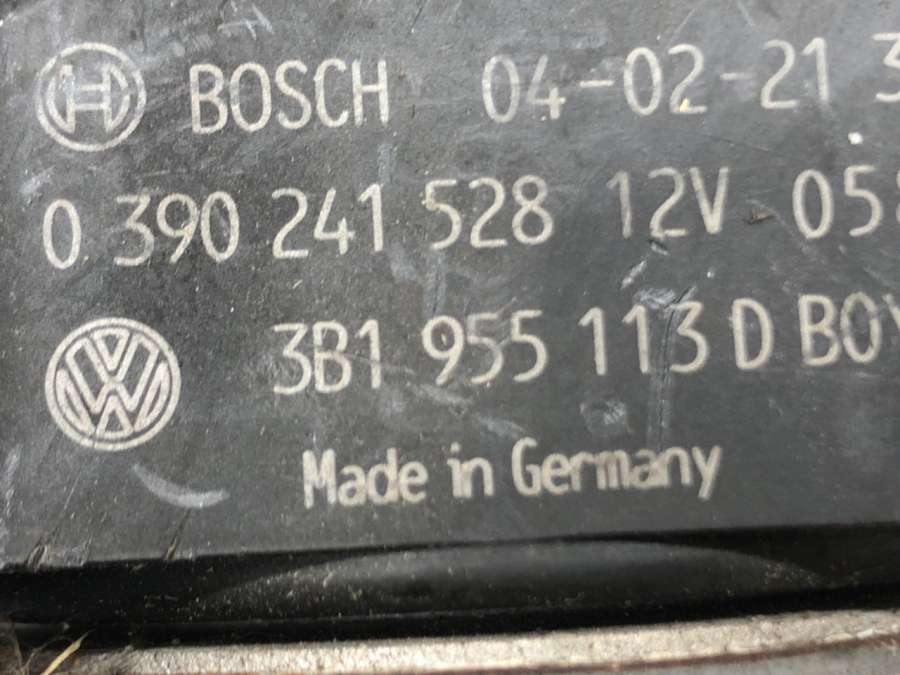 BOSCH 04-02-21
0 390 241 528 12V
3B1 955 113 D
Made in Germany